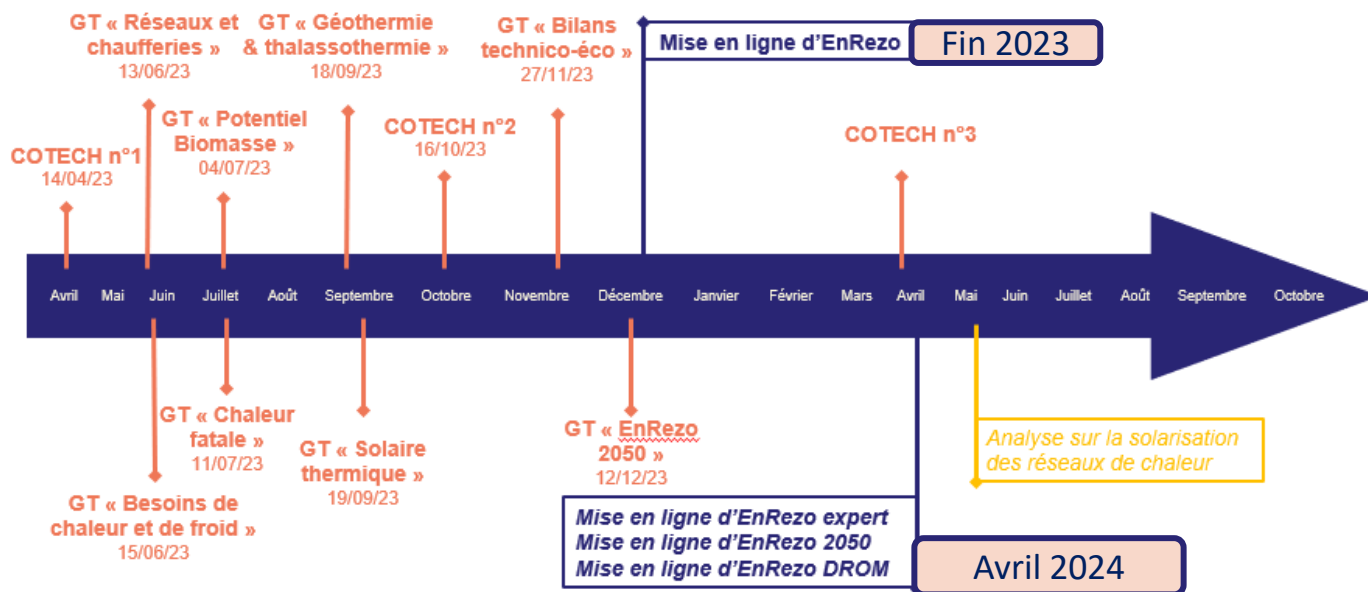 GT « Réseaux et
chaufferies »
13/06/23
GT « Géothermie
& thalassothermie »
18/09/23
GT « Bilans
technico-éco »
27/11/23
Mise en ligne d'EnRezo
Fin 2023
COTECH n°1
14/04/23
GT « Potentiel
Biomasse »
04/07/23
COTECH n°2
16/10/23
COTECH n°3
Avril Mai Juin Juillet Août Septembre Octobre Novembre Décembre Janvier Février Mars Avril Mai Juin Juillet Août Septembre Octobre
GT « Chaleur
fatale »
11/07/23
GT « Besoins de
chaleur et de froid »
15/06/23
GT « Solaire
thermique »
19/09/23
GT « EnRezo
2050 »
12/12/23
Analyse sur la solarisation
des réseaux de chaleur
Mise en ligne d'EnRezo expert
Mise en ligne d'EnRezo 2050
Mise en ligne d'EnRezo DROM
Avril 2024